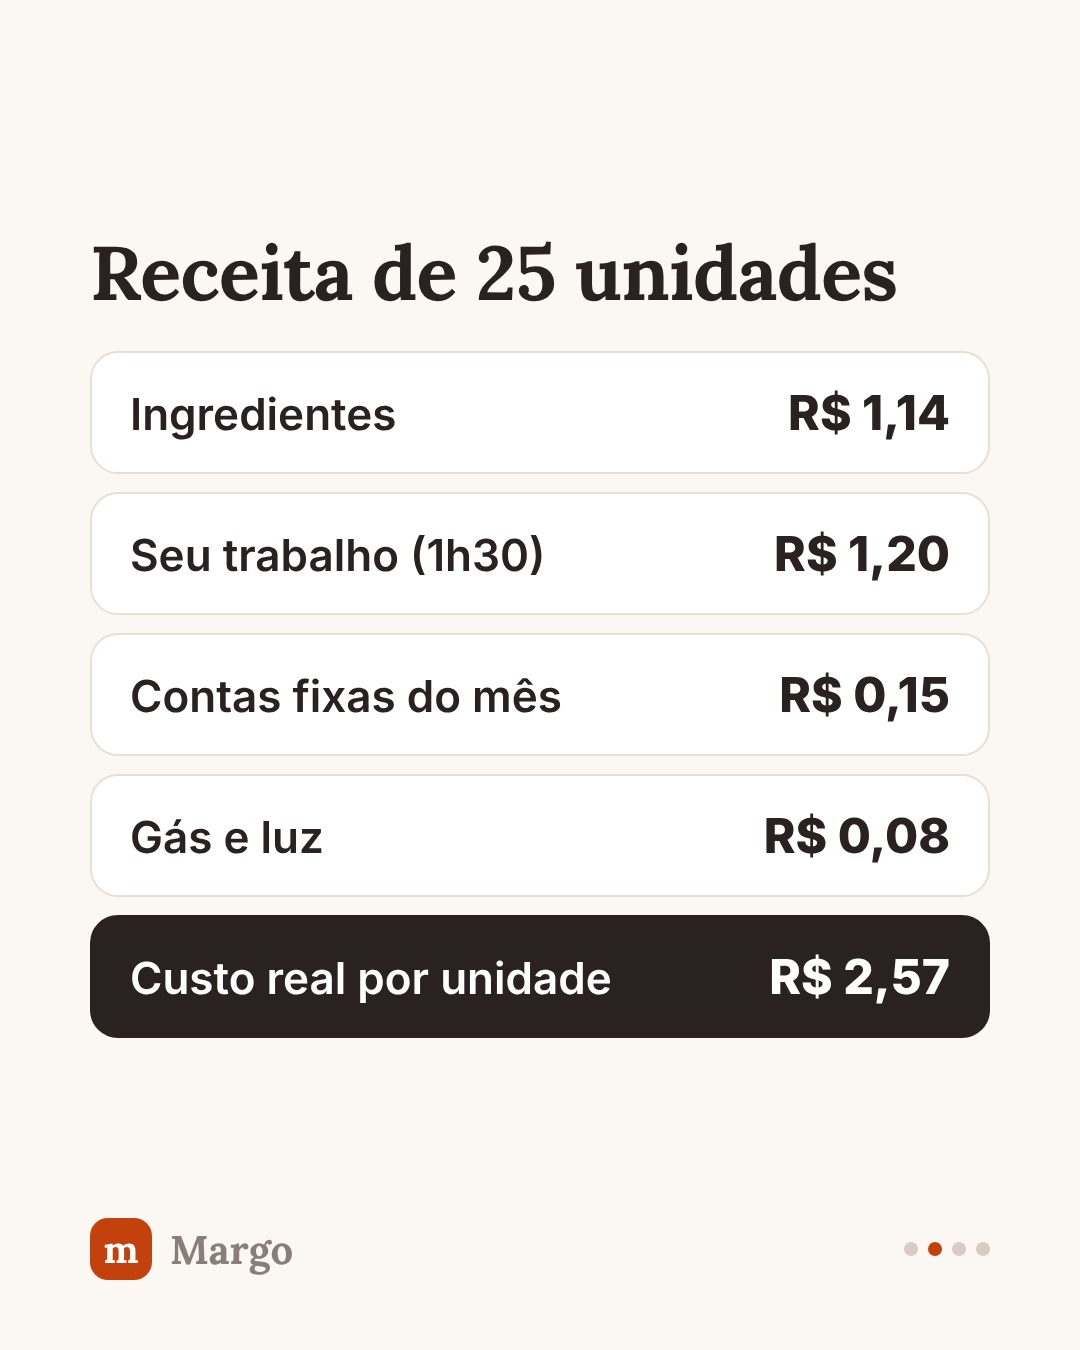 Receita de 25 unidades
Ingredientes R$ 1,14
Seu trabalho (1h30) R$ 1,20
Contas fixas do mês R$ 0,15
Gás e luz R$ 0,08
Custo real por unidade R$ 2,57
m Margo